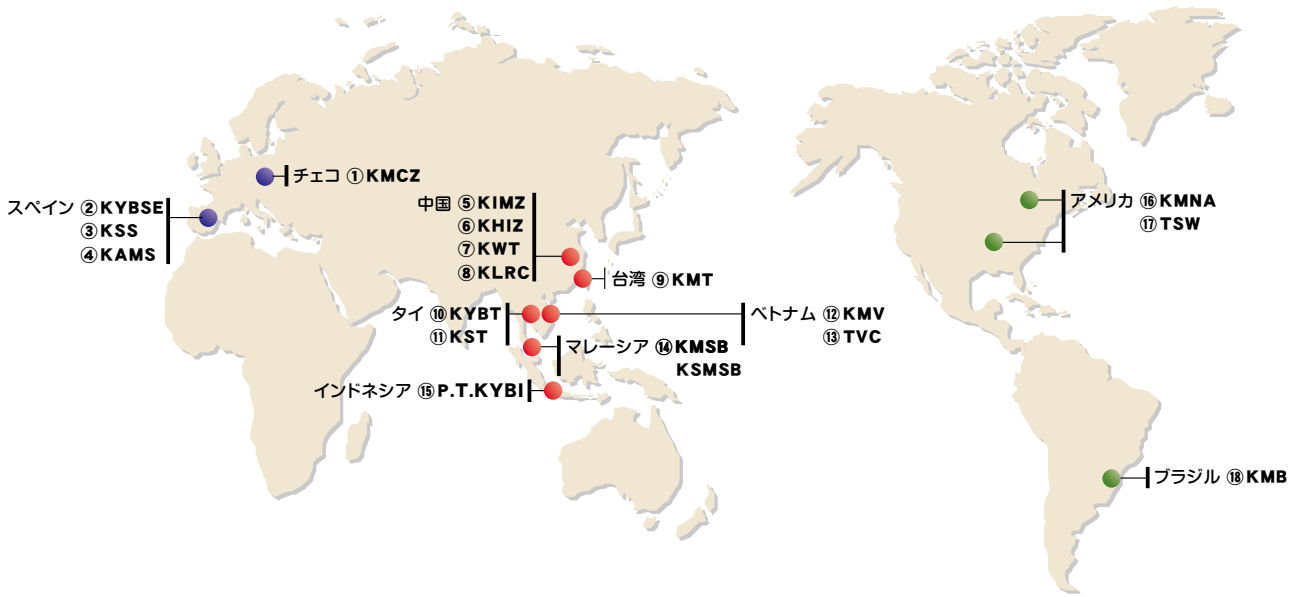 チェコ ①KMCZ
スペイン ②KYBSE
③KSS
④KAMS
中国 ⑤KIMZ
⑥KHIZ
⑦KWT
⑧KLRC
台湾 ⑨KMT
タイ ⑩KYBT
⑪KST
ベトナム ⑫KMV
⑬TVC
マレーシア ⑭KMSB
KSMSB
インドネシア ⑮P.T.KYBI
アメリカ ⑯KMNA
⑰TSW
ブラジル ⑱KMB